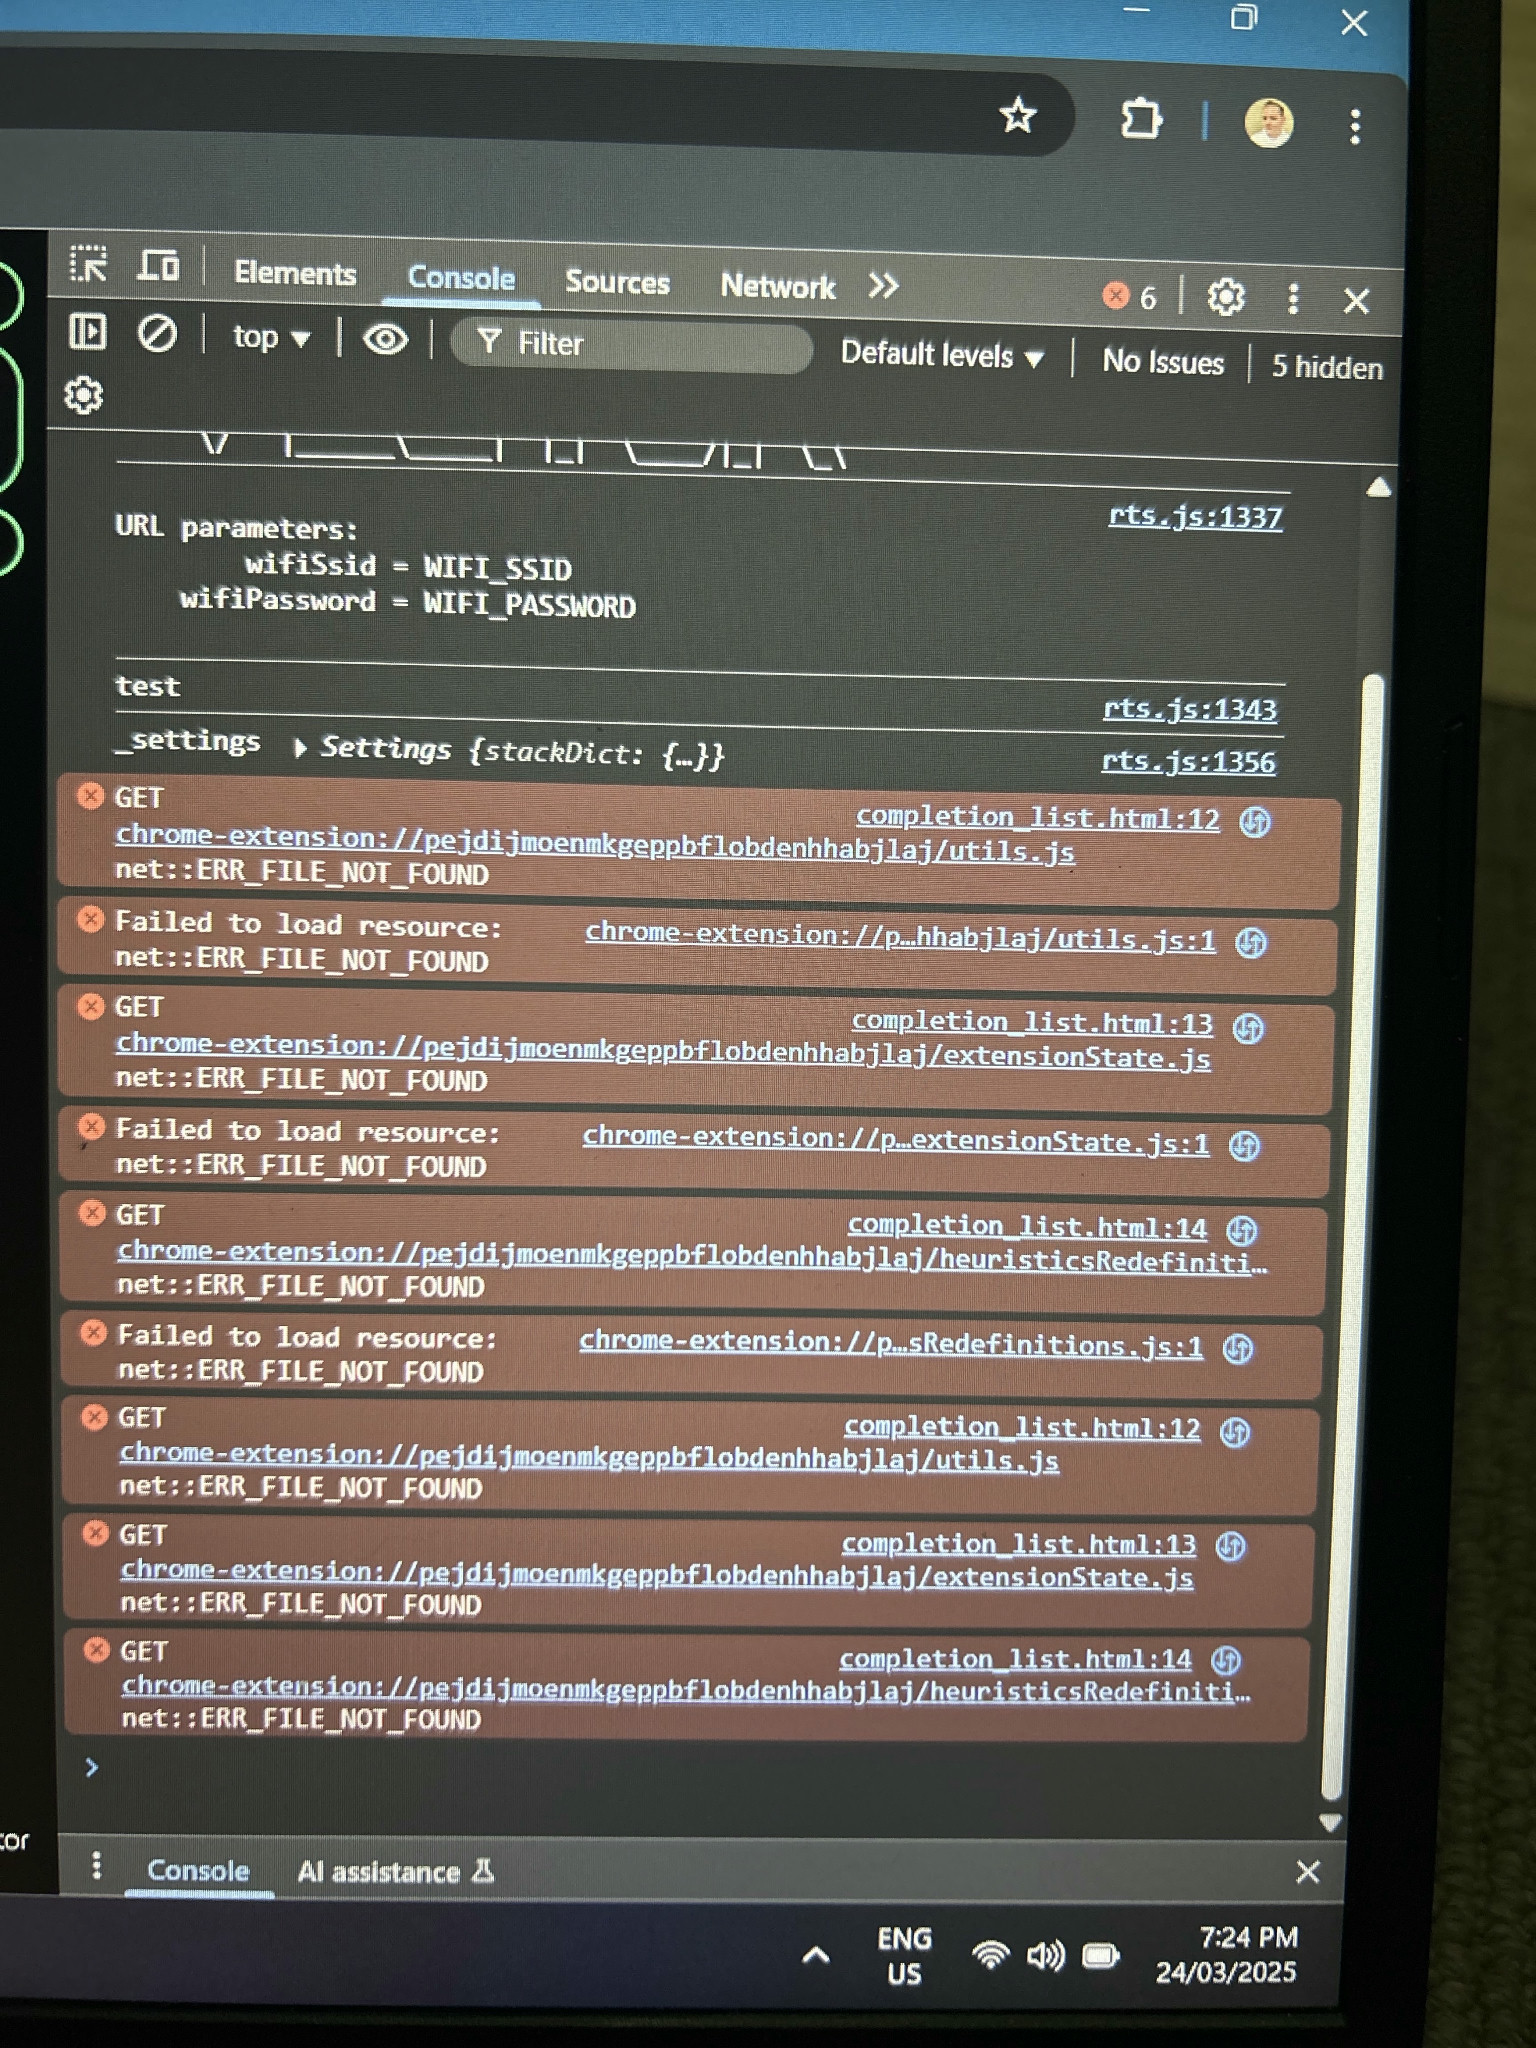 Elements Console Sources Network 6
top Filter Default levels No Issues 5 hidden
URL parameters: rts.js:1337
wifiSsid = WIFI_SSID
wifiPassword = WIFI_PASSWORD
test rts.js:1343
_settings Settings {stackDict: {…}} rts.js:1356
GET completion_list.html:12
chrome-extension://pejdijmoenmkgeppbflobdenhhabjlaj/utils.js
net::ERR_FILE_NOT_FOUND
Failed to load resource: chrome-extension://p…hhabjlaj/utils.js:1
net::ERR_FILE_NOT_FOUND
GET completion_list.html:13
chrome-extension://pejdijmoenmkgeppbflobdenhhabjlaj/extensionState.js
net::ERR_FILE_NOT_FOUND
Failed to load resource: chrome-extension://p…extensionState.js:1
net::ERR_FILE_NOT_FOUND
GET completion_list.html:14
chrome-extension://pejdijmoenmkgeppbflobdenhhabjlaj/heuristicsRedefiniti…
net::ERR_FILE_NOT_FOUND
Failed to load resource: chrome-extension://p…sRedefinitions.js:1
net::ERR_FILE_NOT_FOUND
GET completion_list.html:12
chrome-extension://pejdijmoenmkgeppbflobdenhhabjlaj/utils.js
net::ERR_FILE_NOT_FOUND
GET completion_list.html:13
chrome-extension://pejdijmoenmkgeppbflobdenhhabjlaj/extensionState.js
net::ERR_FILE_NOT_FOUND
GET completion_list.html:14
chrome-extension://pejdijmoenmkgeppbflobdenhhabjlaj/heuristicsRedefiniti…
net::ERR_FILE_NOT_FOUND
tor
Console AI assistance
ENG 7:24 PM
US 24/03/2025